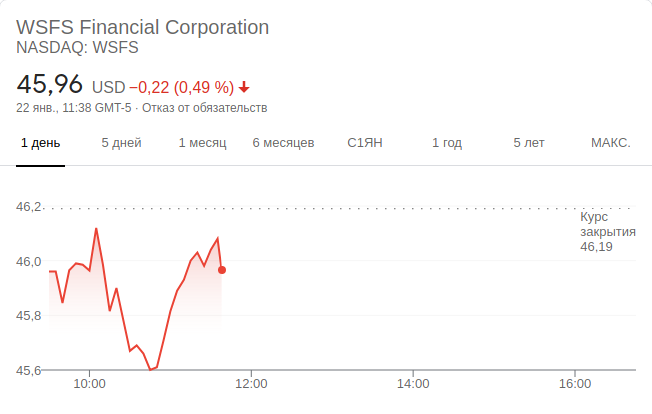 WSFS Financial Corporation
NASDAQ: WSFS
45,96 USD −0,22 (0,49 %)
22 янв., 11:38 GMT-5 · Отказ от обязательств
1 день 5 дней 1 месяц 6 месяцев С1ЯН 1 год 5 лет МАКС.
46,2
Курс
закрытия
46,19
46,0
45,8
45,6
10:00 12:00 14:00 16:00